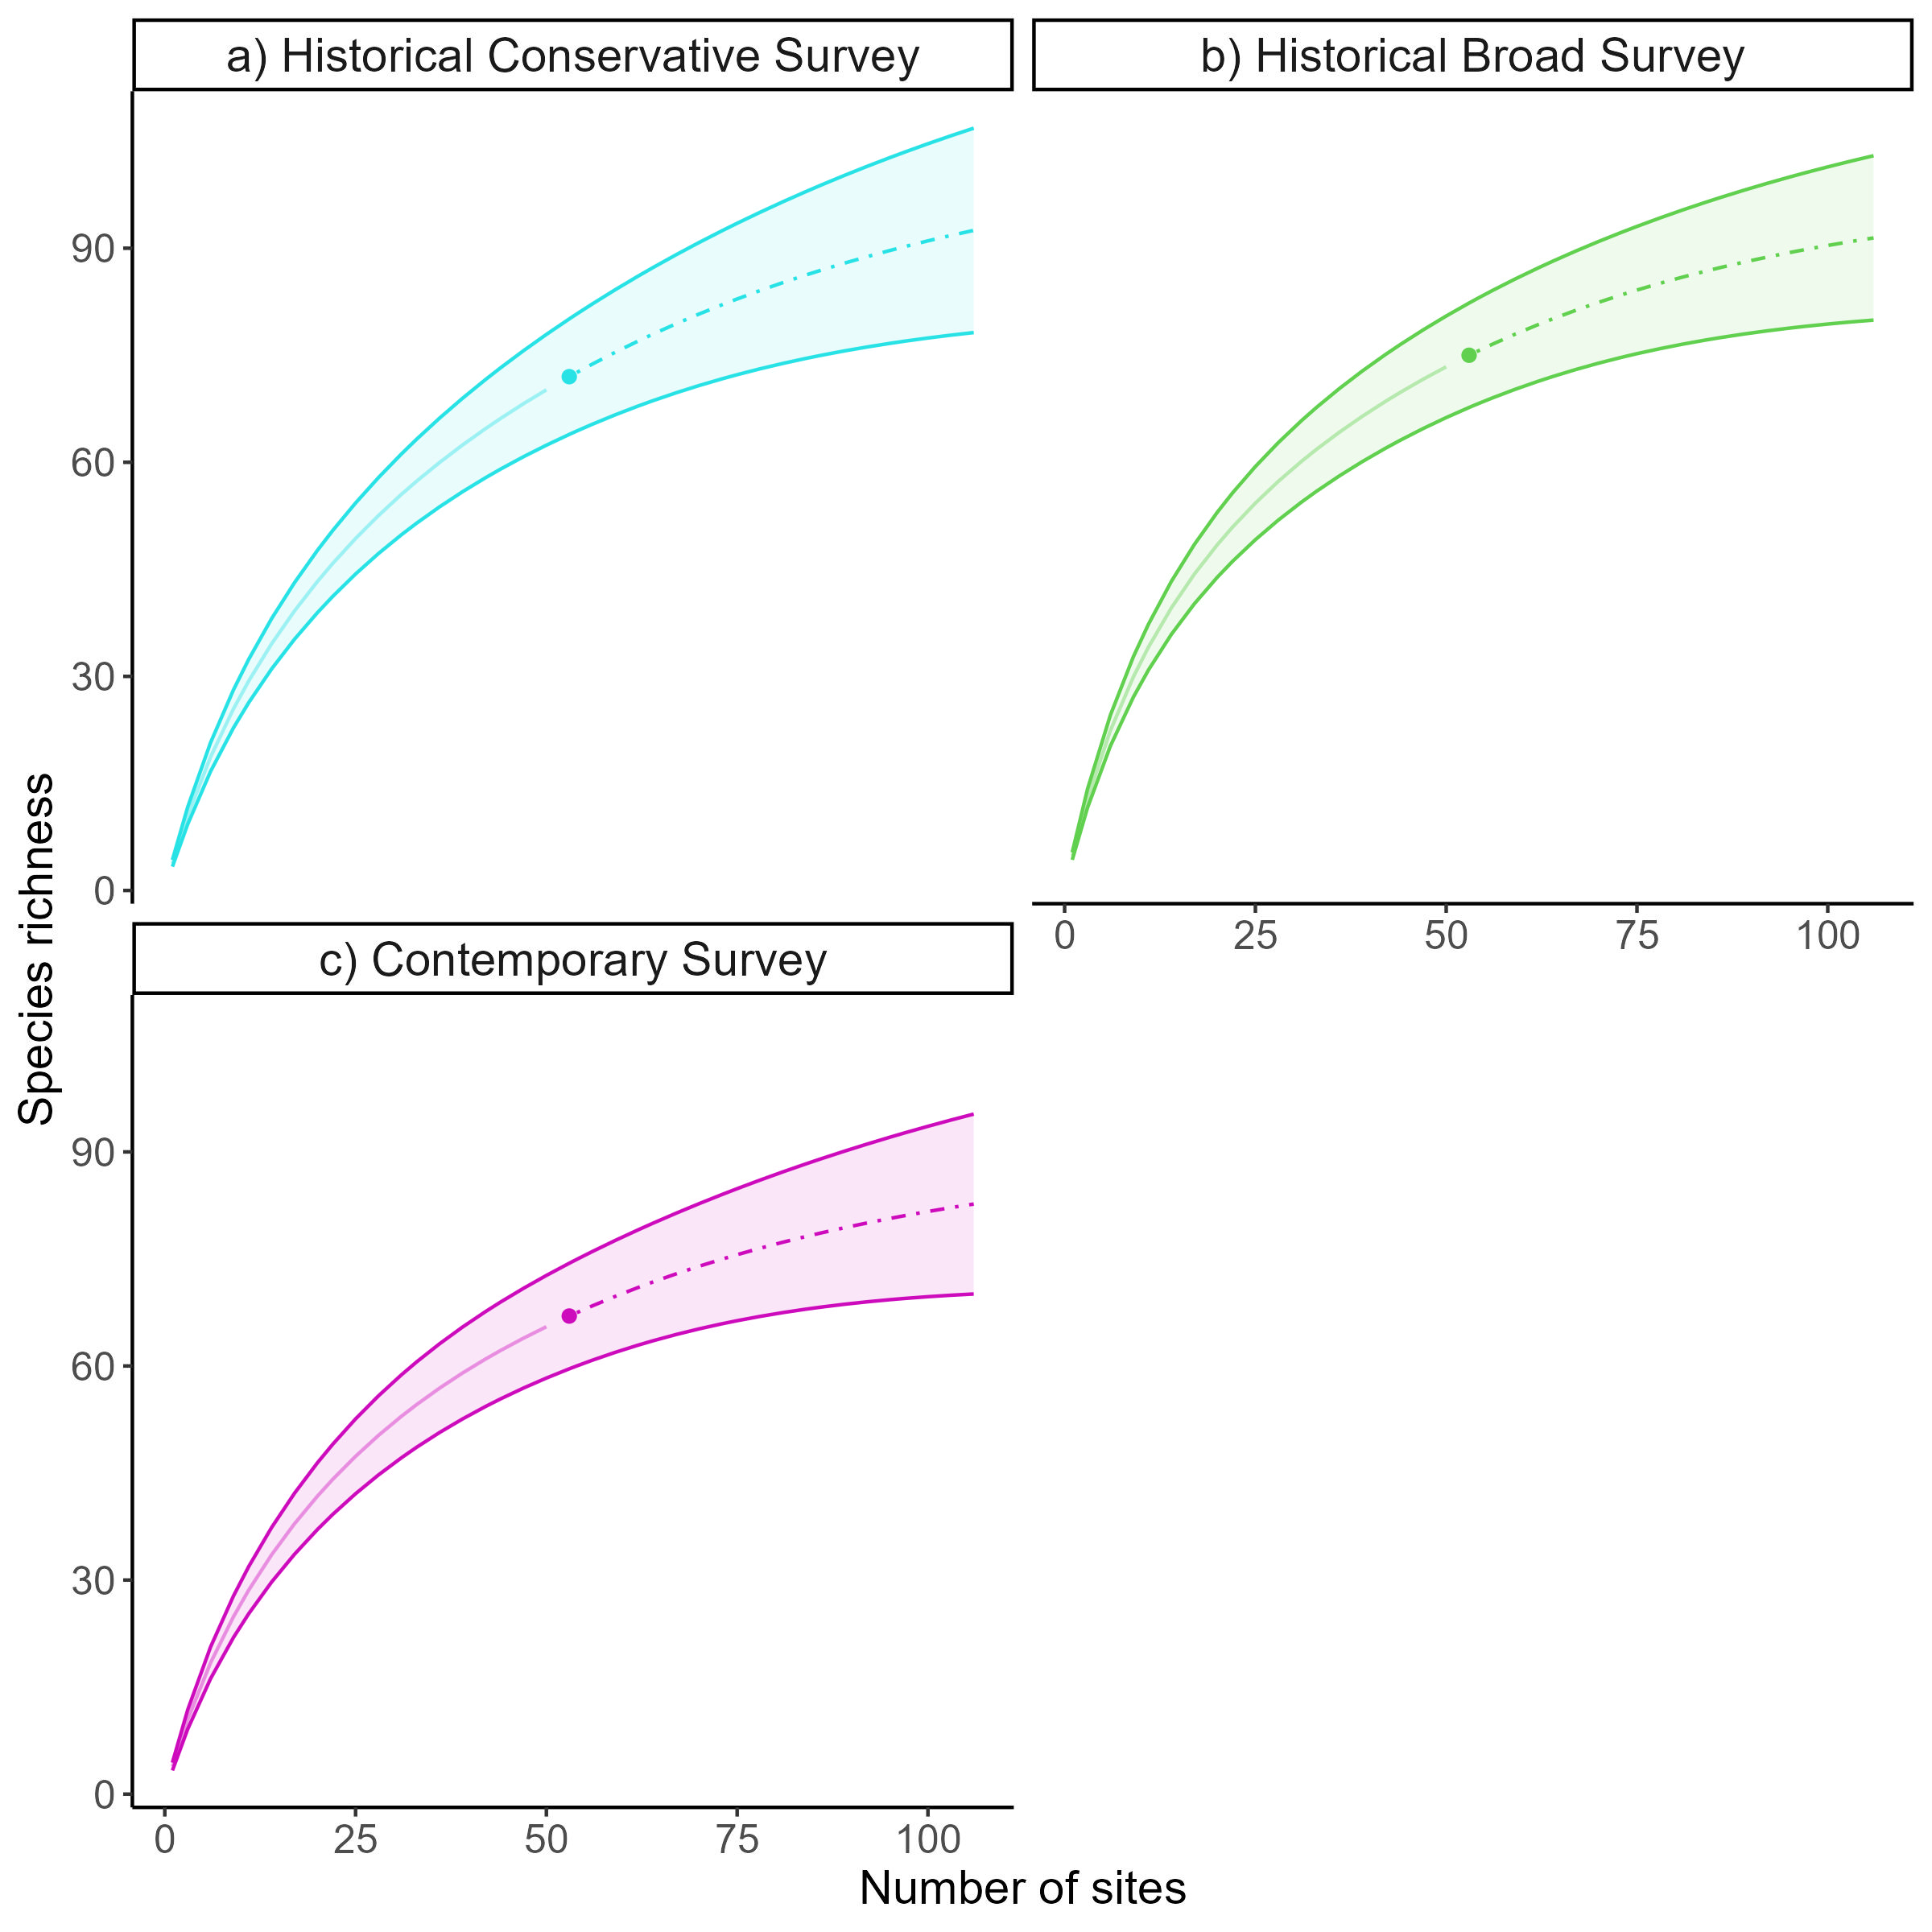 a) Historical Conservative Survey
b) Historical Broad Survey
90
60
30
0
0 25 50 75 100
c) Contemporary Survey
Species richness
90
60
30
0
0 25 50 75 100
Number of sites